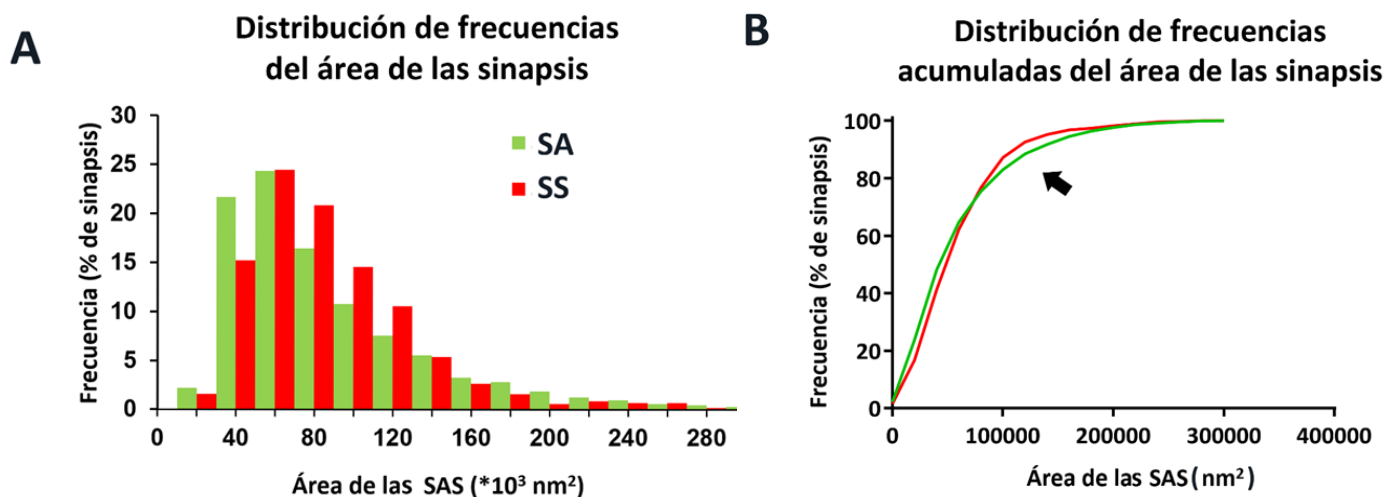 A
Distribución de frecuencias
del área de las sinapsis
Frecuencia (% de sinapsis)
30
25
20
15
10
5
0
SA
SS
0 40 80 120 160 200 240 280
Área de las SAS (*10³ nm²)
B
Distribución de frecuencias
acumuladas del área de las sinapsis
Frecuencia (% de sinapsis)
100
80
60
40
20
0
0 100000 200000 300000 400000
Área de las SAS (nm²)